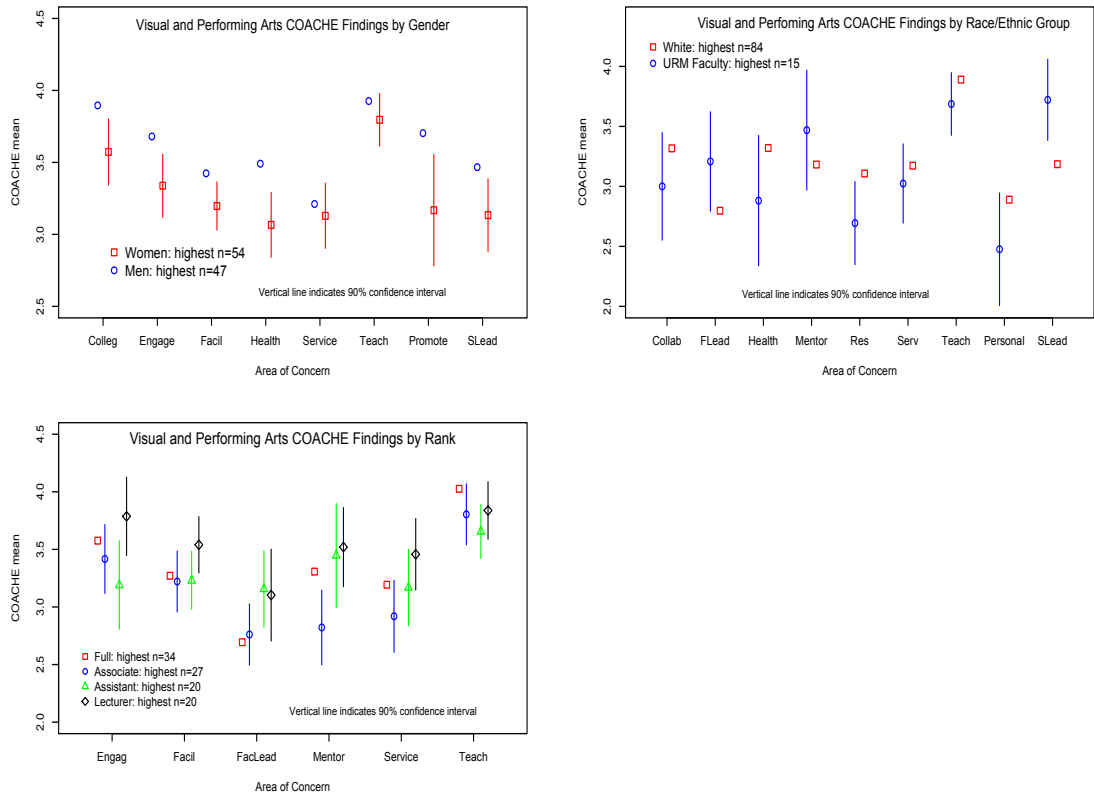 Visual and Performing Arts COACHE Findings by Gender
COACHE mean
4.5
4.0
3.5
3.0
2.5
Women: highest n=54
Men: highest n=47
Vertical line indicates 90% confidence interval
Colleg Engage Facil Health Service Teach Promote SLead
Area of Concern
Visual and Perfoming Arts COACHE Findings by Race/Ethnic Group
White: highest n=84
URM Faculty: highest n=15
COACHE mean
4.0
3.5
3.0
2.5
2.0
Vertical line indicates 90% confidence interval
Collab FLead Health Mentor Res Serv Teach Personal SLead
Area of Concern
Visual and Performing Arts COACHE Findings by Rank
COACHE mean
4.5
4.0
3.5
3.0
2.5
2.0
Full: highest n=34
Associate: highest n=27
Assistant: highest n=20
Lecturer: highest n=20
Vertical line indicates 90% confidence interval
Engag Facil FacLead Mentor Service Teach
Area of Concern